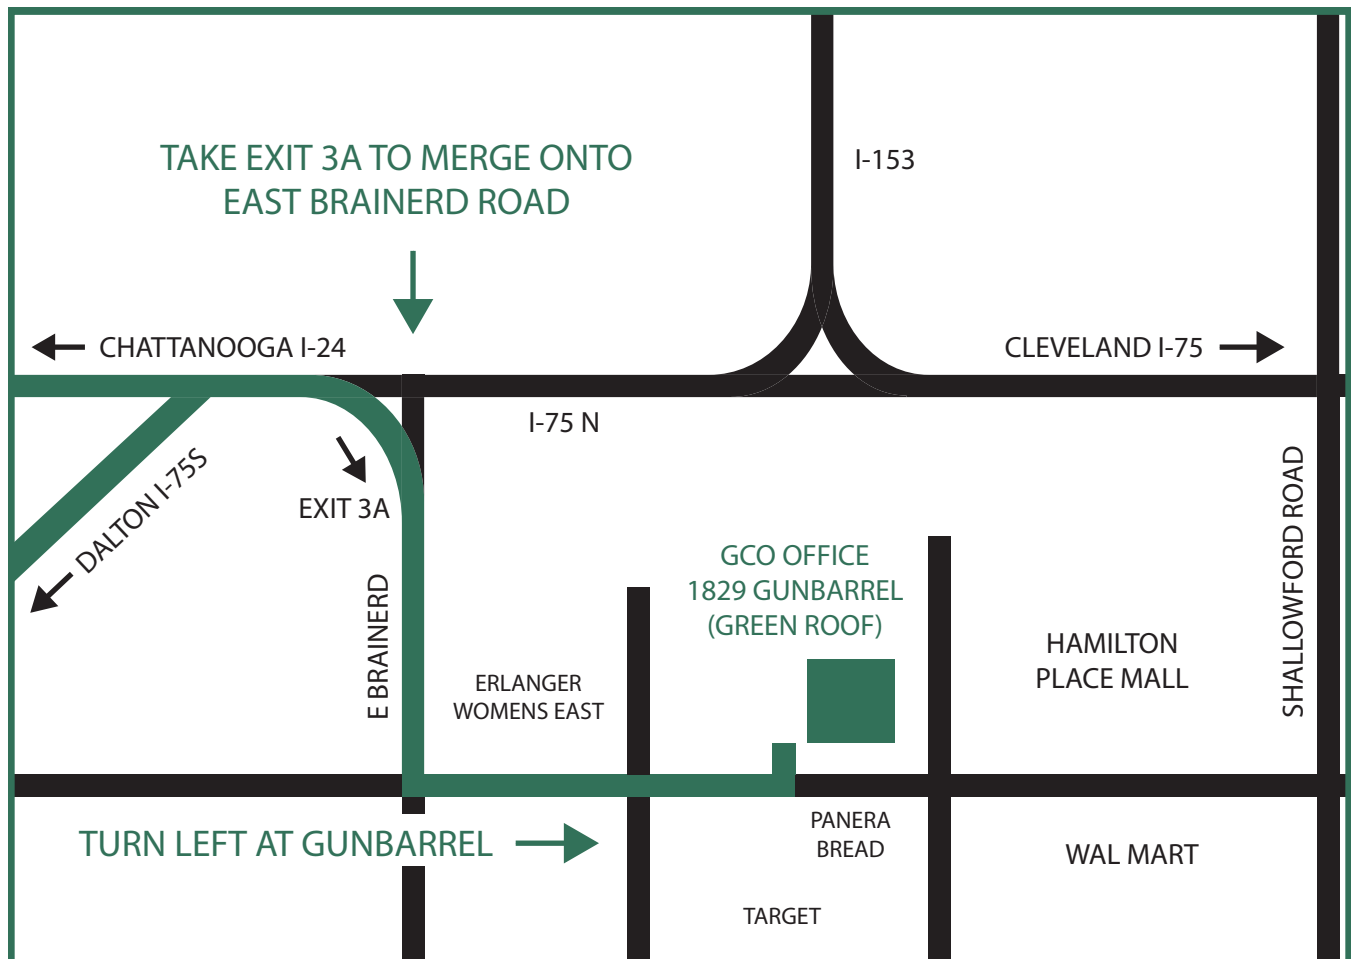 TAKE EXIT 3A TO MERGE ONTO
EAST BRAINERD ROAD
I-153
CHATTANOOGA I-24
CLEVELAND I-75
I-75 N
DALTON I-75S
EXIT 3A
SHALLOWFORD ROAD
GCO OFFICE
1829 GUNBARREL
(GREEN ROOF)
E BRAINERD
ERLANGER
WOMENS EAST
HAMILTON
PLACE MALL
TURN LEFT AT GUNBARREL
PANERA
BREAD
WAL MART
TARGET